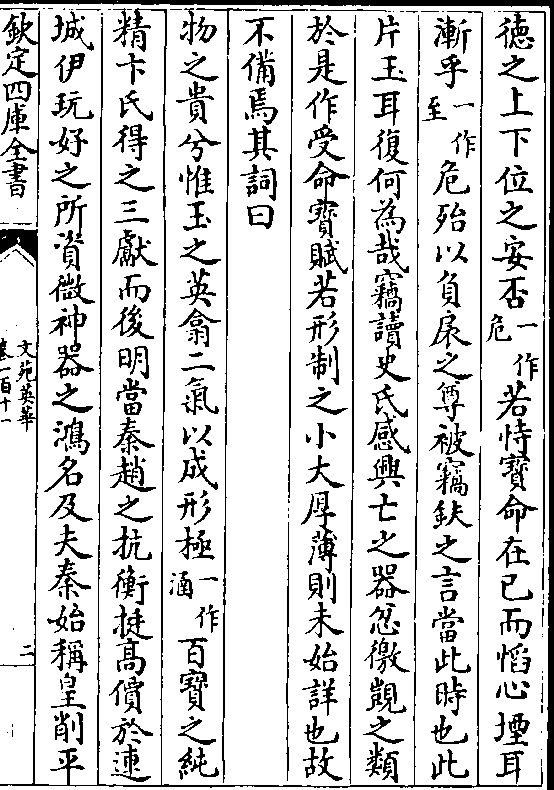 德之上下位之安否一作危若恃寳命在已而慆心堙耳
漸乎一作至危殆以負扆之尊被竊鈇之言當此時也此
片玉耳復何為哉竊讀史氏感興亡之器忽徼覬之類
於是作受命寳賦若形制之小大厚薄則未始詳也故
不備焉其詞曰
物之貴兮惟玉之英翕二氣以成形極一作涵百寳之純
精卞氏得之三獻而後明當秦趙之抗衡挺高價於連
城伊玩好之所資微神器之鴻名及夫秦始稱皇削平
欽定四庫全書
文苑英華
卷一百十一
二